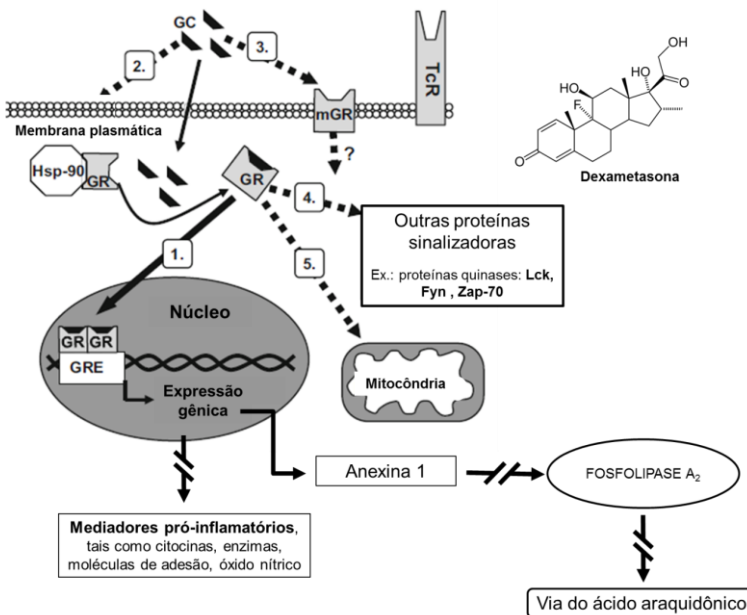 GC
2.
3.
TcR
mGR
Membrana plasmática
?
Hsp-90
GR
GR
4.
5.
1.
Outras proteínas
sinalizadoras
Ex.: proteínas quinases: Lck,
Fyn , Zap-70
OH
HO
O
HO
F
O
Dexametasona
Núcleo
GR GR
GRE
Expressão
gênica
Mitocôndria
Anexina 1
FOSFOLIPASE A₂
Mediadores pró-inflamatórios,
tais como citocinas, enzimas,
moléculas de adesão, óxido nítrico
Via do ácido araquidônico